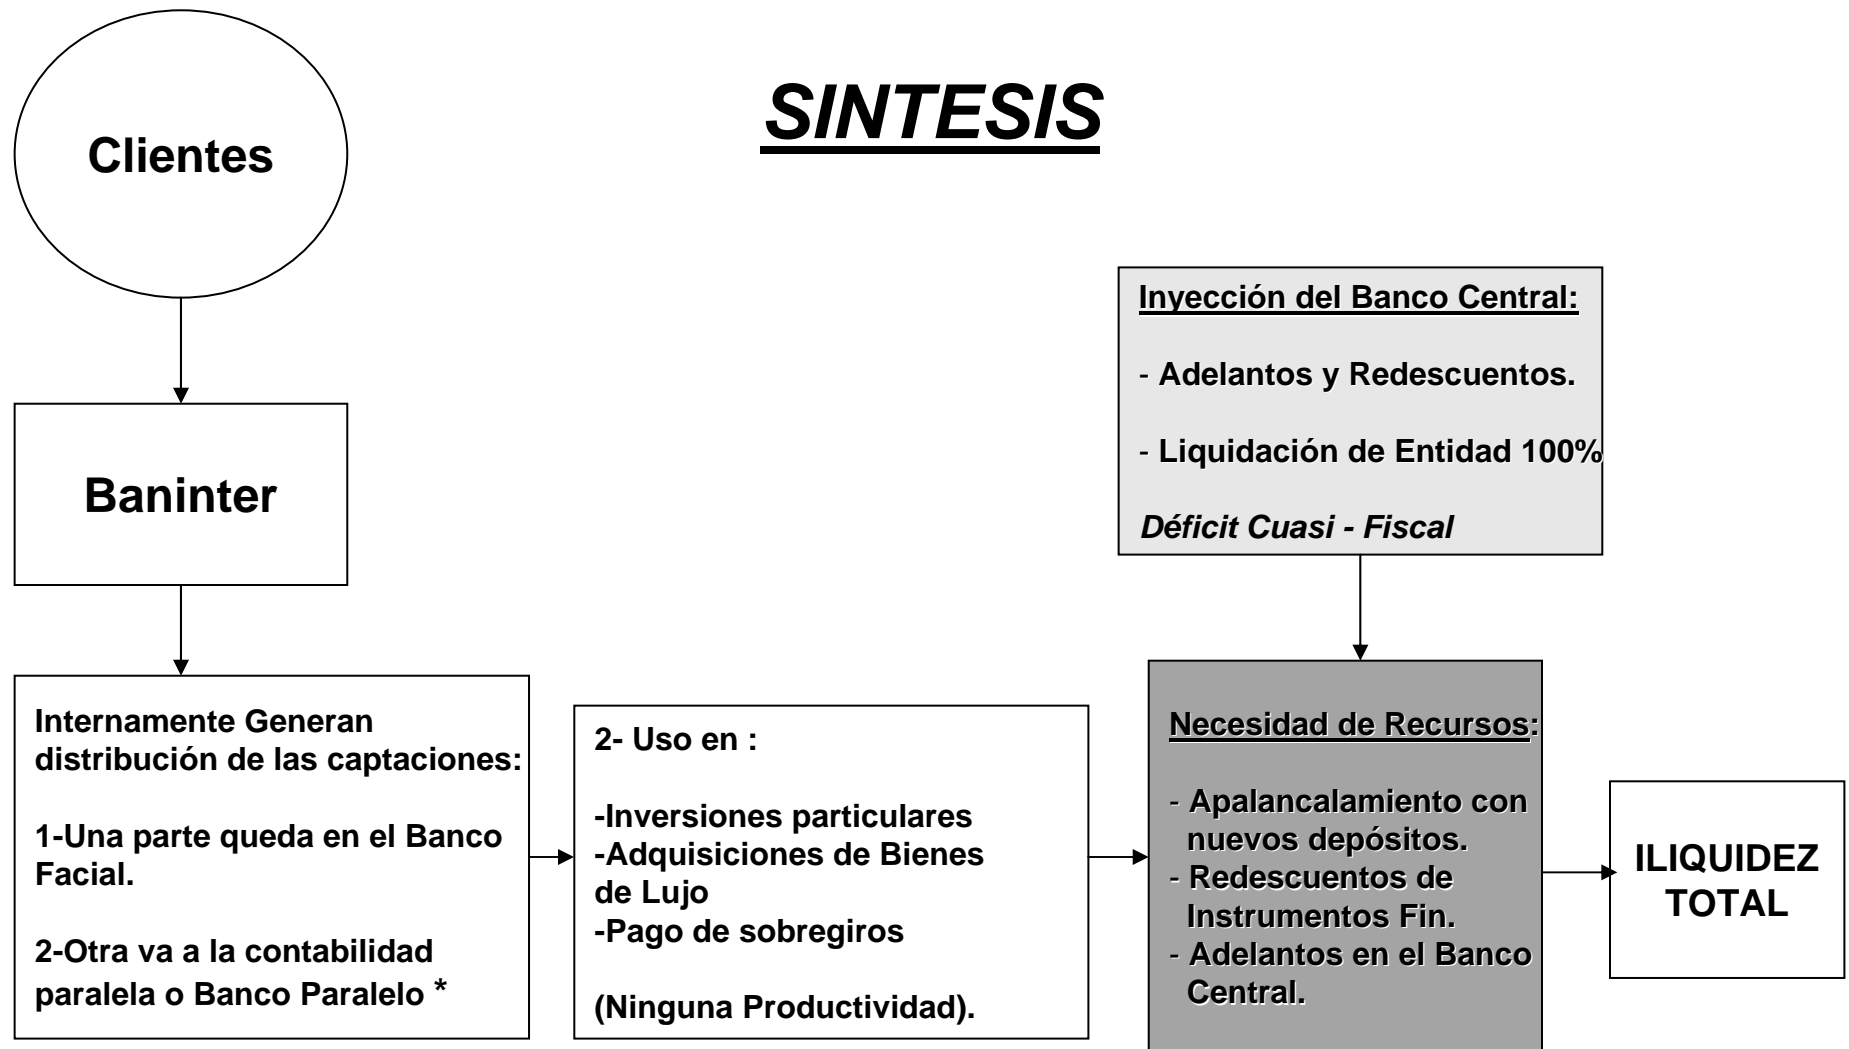 SINTESIS
Clientes
Baninter
Internamente Generan
distribución de las captaciones:
1-Una parte queda en el Banco
Facial.
2-Otra va a la contabilidad
paralela o Banco Paralelo *
2- Uso en :
-Inversiones particulares
-Adquisiciones de Bienes
de Lujo
-Pago de sobregiros
(Ninguna Productividad).
Inyección del Banco Central:
- Adelantos y Redescuentos.
- Liquidación de Entidad 100%
Déficit Cuasi - Fiscal
Necesidad de Recursos:
- Apalancalamiento con
nuevos depósitos.
- Redescuentos de
Instrumentos Fin.
- Adelantos en el Banco
Central.
ILIQUIDEZ
TOTAL